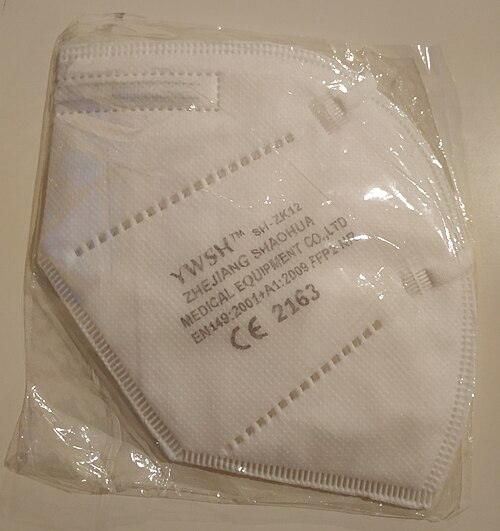 YWSH™ SH-ZK12
ZHEJIANG SHAOHUA
MEDICAL EQUIPMENT CO.,LTD
EN149:2001+A1:2009 FFP2 NR
CE 2163